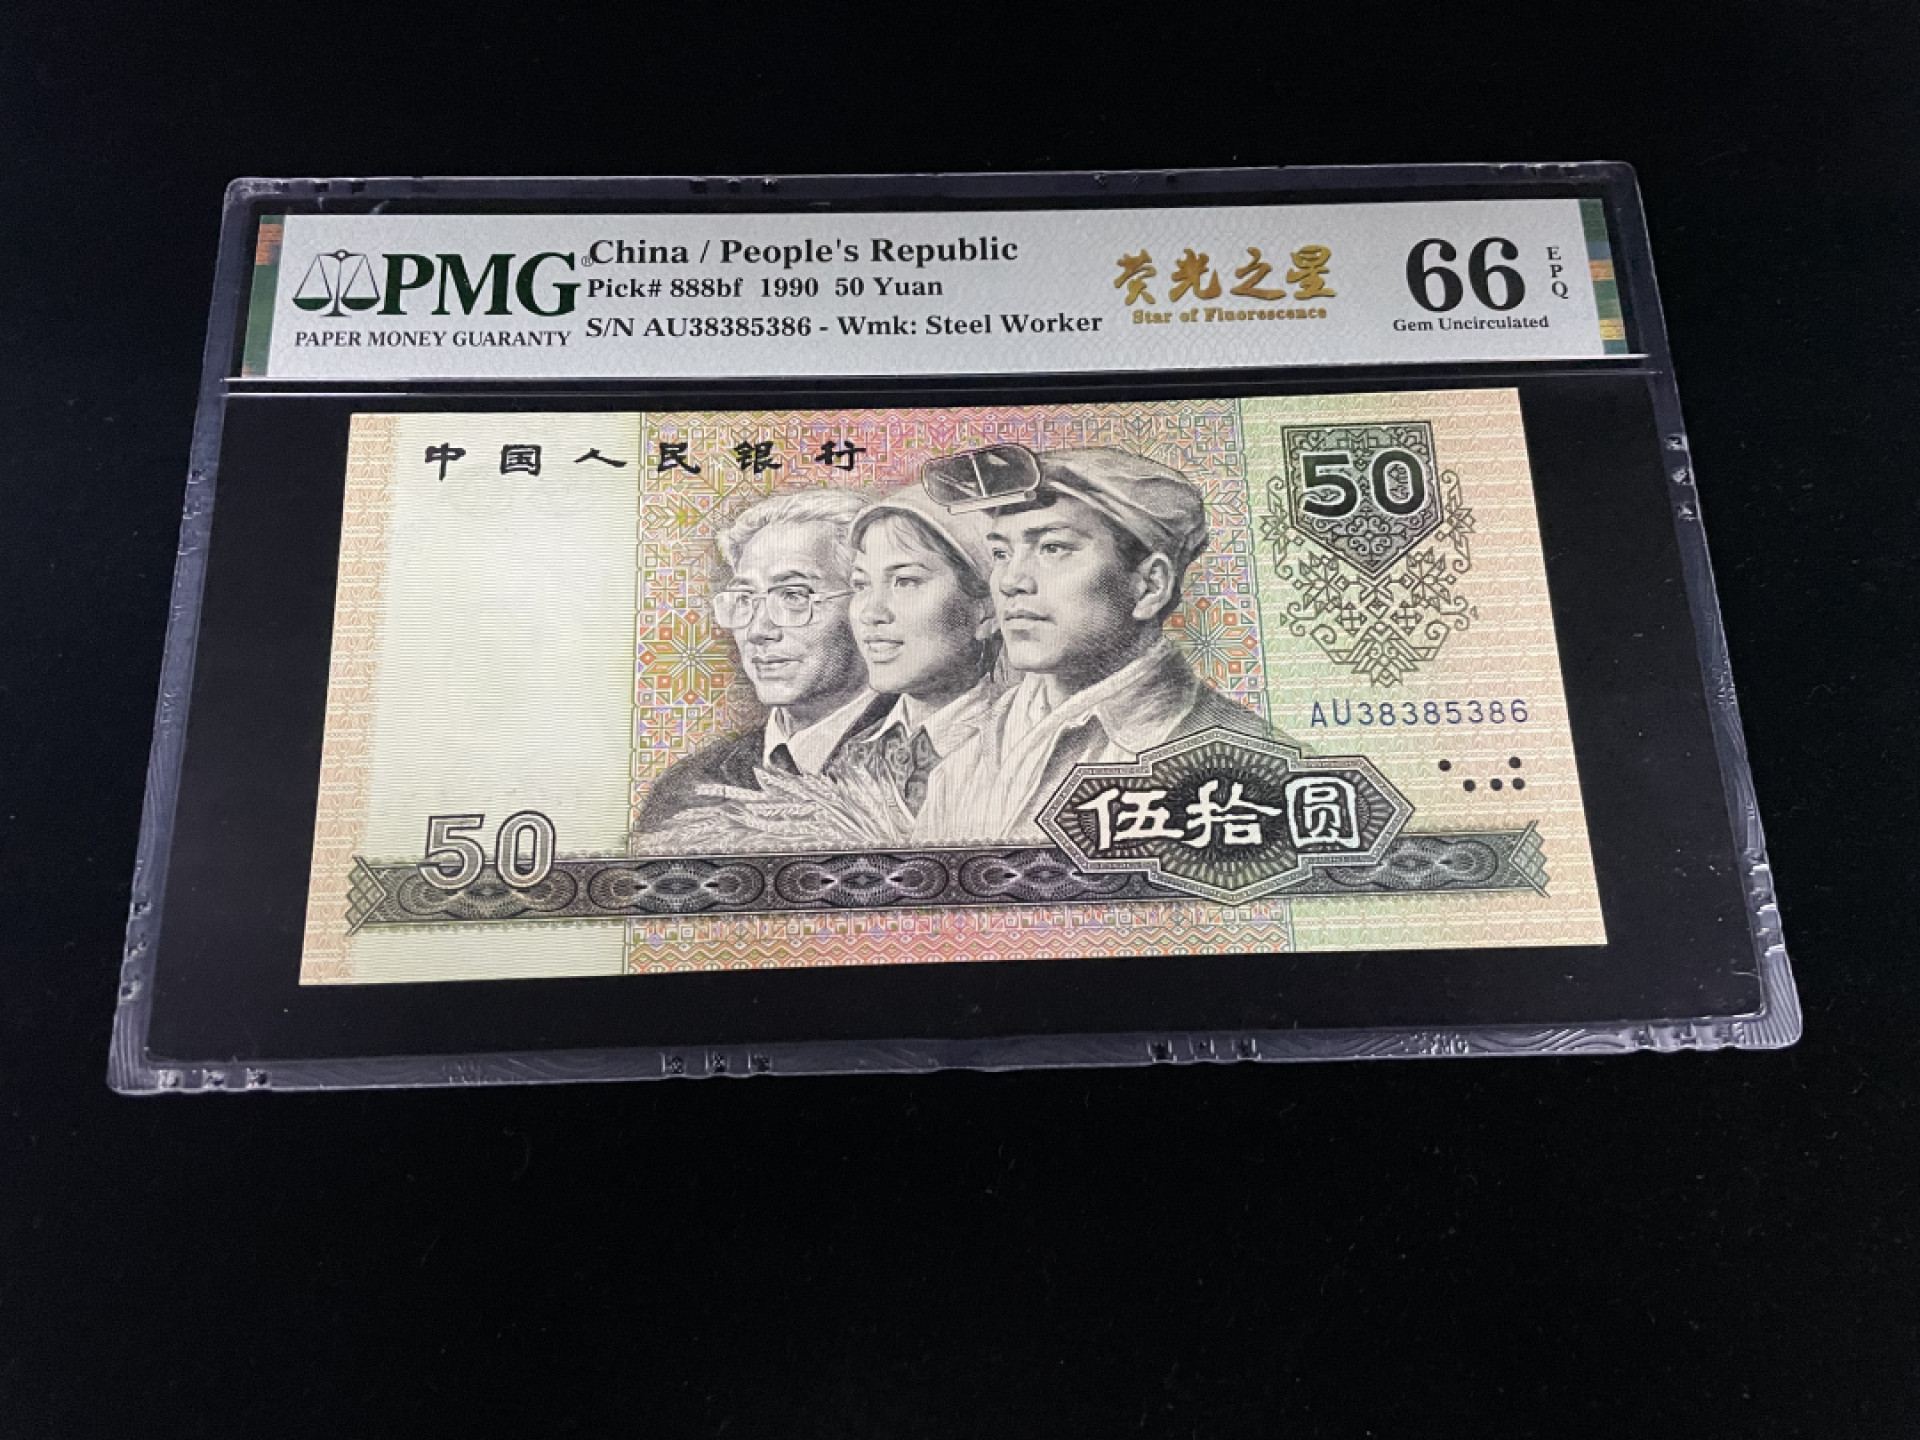 PMG®
PAPER MONEY GUARANTY
China / People's Republic
Pick# 888bf 1990 50 Yuan
S/N AU38385386 - Wmk: Steel Worker
荧光之星
Star of Fluorescence
66
EPQ
Gem Uncirculated
中国人民银行
50
AU38385386
50
伍拾圆
PMG